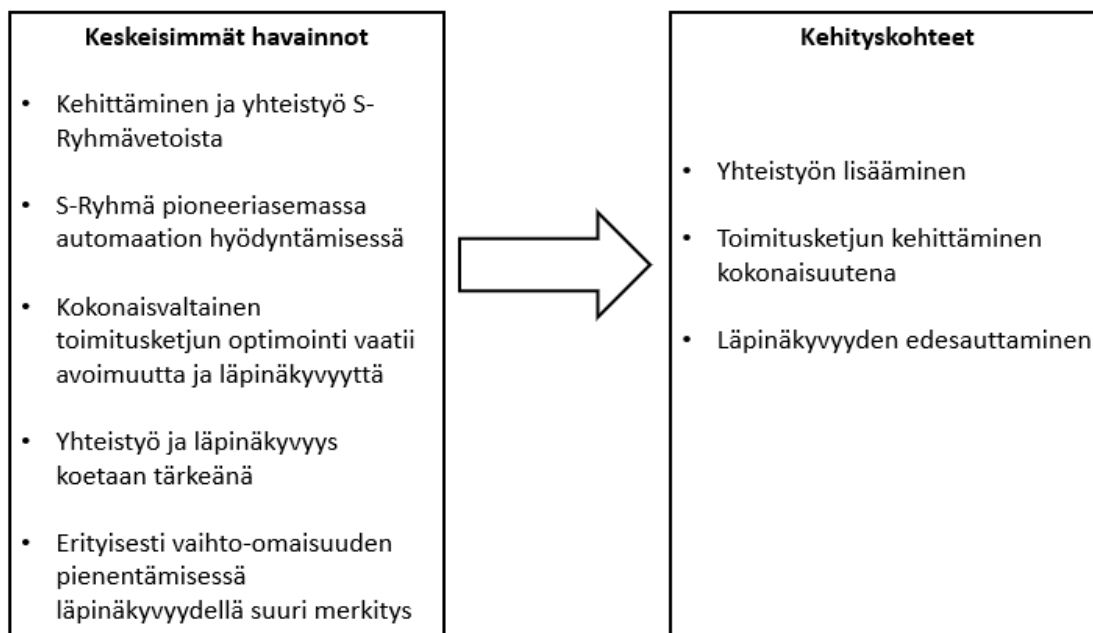 Keskeisimmät havainnot
• Kehittäminen ja yhteistyö S-
Ryhmävetoista
• S-Ryhmä pioneeriasemassa
automaation hyödyntämisessä
• Kokonaisvaltainen
toimitusketjun optimointi vaatii
avoimuutta ja läpinäkyvyyttä
• Yhteistyö ja läpinäkyvyys
koetaan tärkeänä
• Erityisesti vaihto-omaisuuden
pienentämisessä
läpinäkyvyydellä suuri merkitys
Kehityskohteet
• Yhteistyön lisääminen
• Toimitusketjun kehittäminen
kokonaisuutena
• Läpinäkyvyyden edesauttaminen